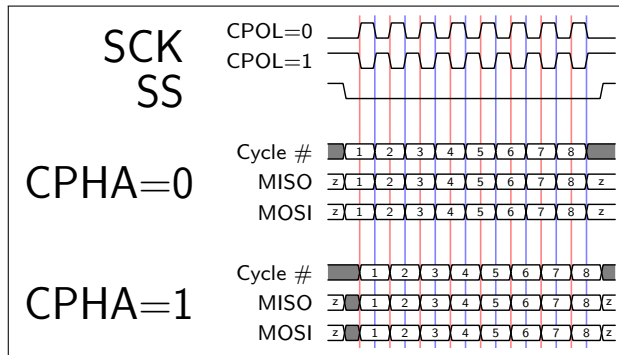 SCK CPOL=0
CPOL=1
SS
Cycle # 1 2 3 4 5 6 7 8
CPHA=0 MISO z 1 2 3 4 5 6 7 8 z
MOSI z 1 2 3 4 5 6 7 8 z
Cycle # 1 2 3 4 5 6 7 8
CPHA=1 MISO z 1 2 3 4 5 6 7 8 z
MOSI z 1 2 3 4 5 6 7 8 z